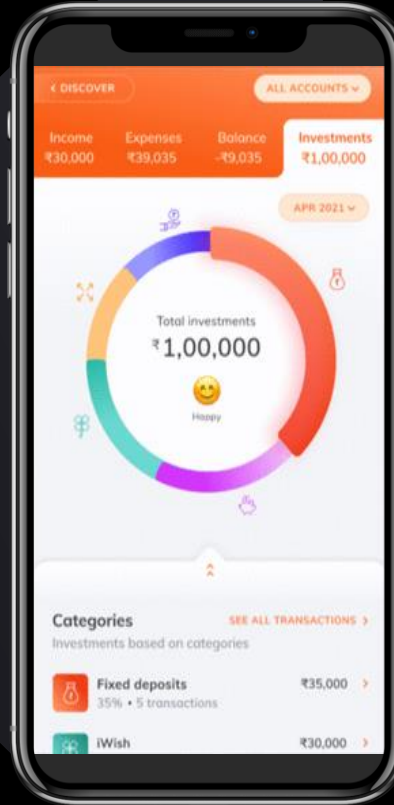 < DISCOVER
ALL ACCOUNTS
Income Expenses Balance Investments
₹30,000 ₹39,035 -₹9,035 ₹1,00,000
APR 2021
Total investments
₹1,00,000
Happy
Categories SEE ALL TRANSACTIONS >
Investments based on categories
Fixed deposits ₹35,000 >
35% • 5 transactions
iWish ₹30,000 >